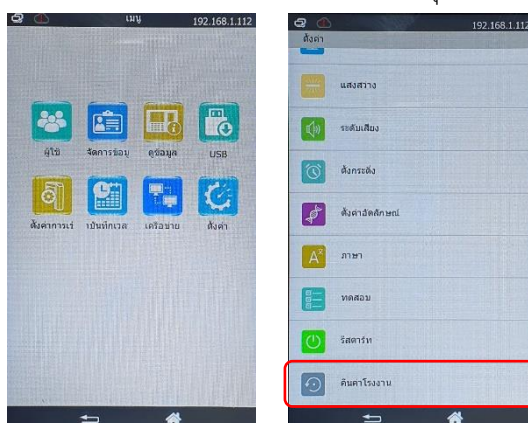 เมนู 192.168.1.112
ผู้ใช้ จัดการข้อมู ดูข้อมูล USB
ตั้งค่าการเร่ เบันทึกเวล เครือข่าย ตั้งค่า
192.168.1.112
ตั้งค่า
แสงสว่าง
ระดับเสียง
ตั้งกระดิ่ง
ตั้งค่าอัตลักษณ์
ภาษา
ทดสอบ
รีสตาร์ท
คืนค่าโรงงาน